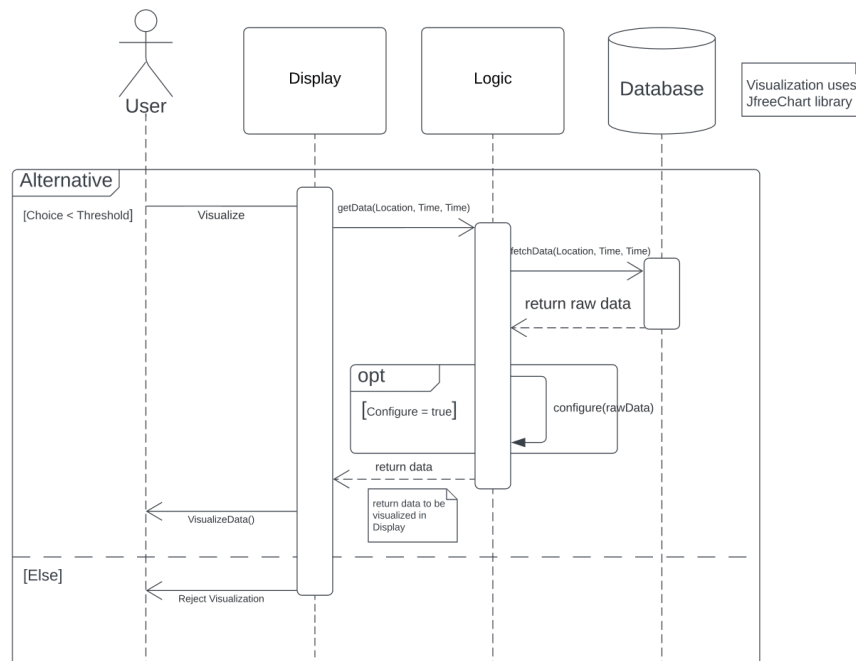 User
Display
Logic
Database
Visualization uses
JfreeChart library
Alternative
[Choice < Threshold]
Visualize
getData(Location, Time, Time)
fetchData(Location, Time, Time)
return raw data
opt
[Configure = true]
configure(rawData)
return data
return data to be
visualized in
Display
VisualizeData()
[Else]
Reject Visualization